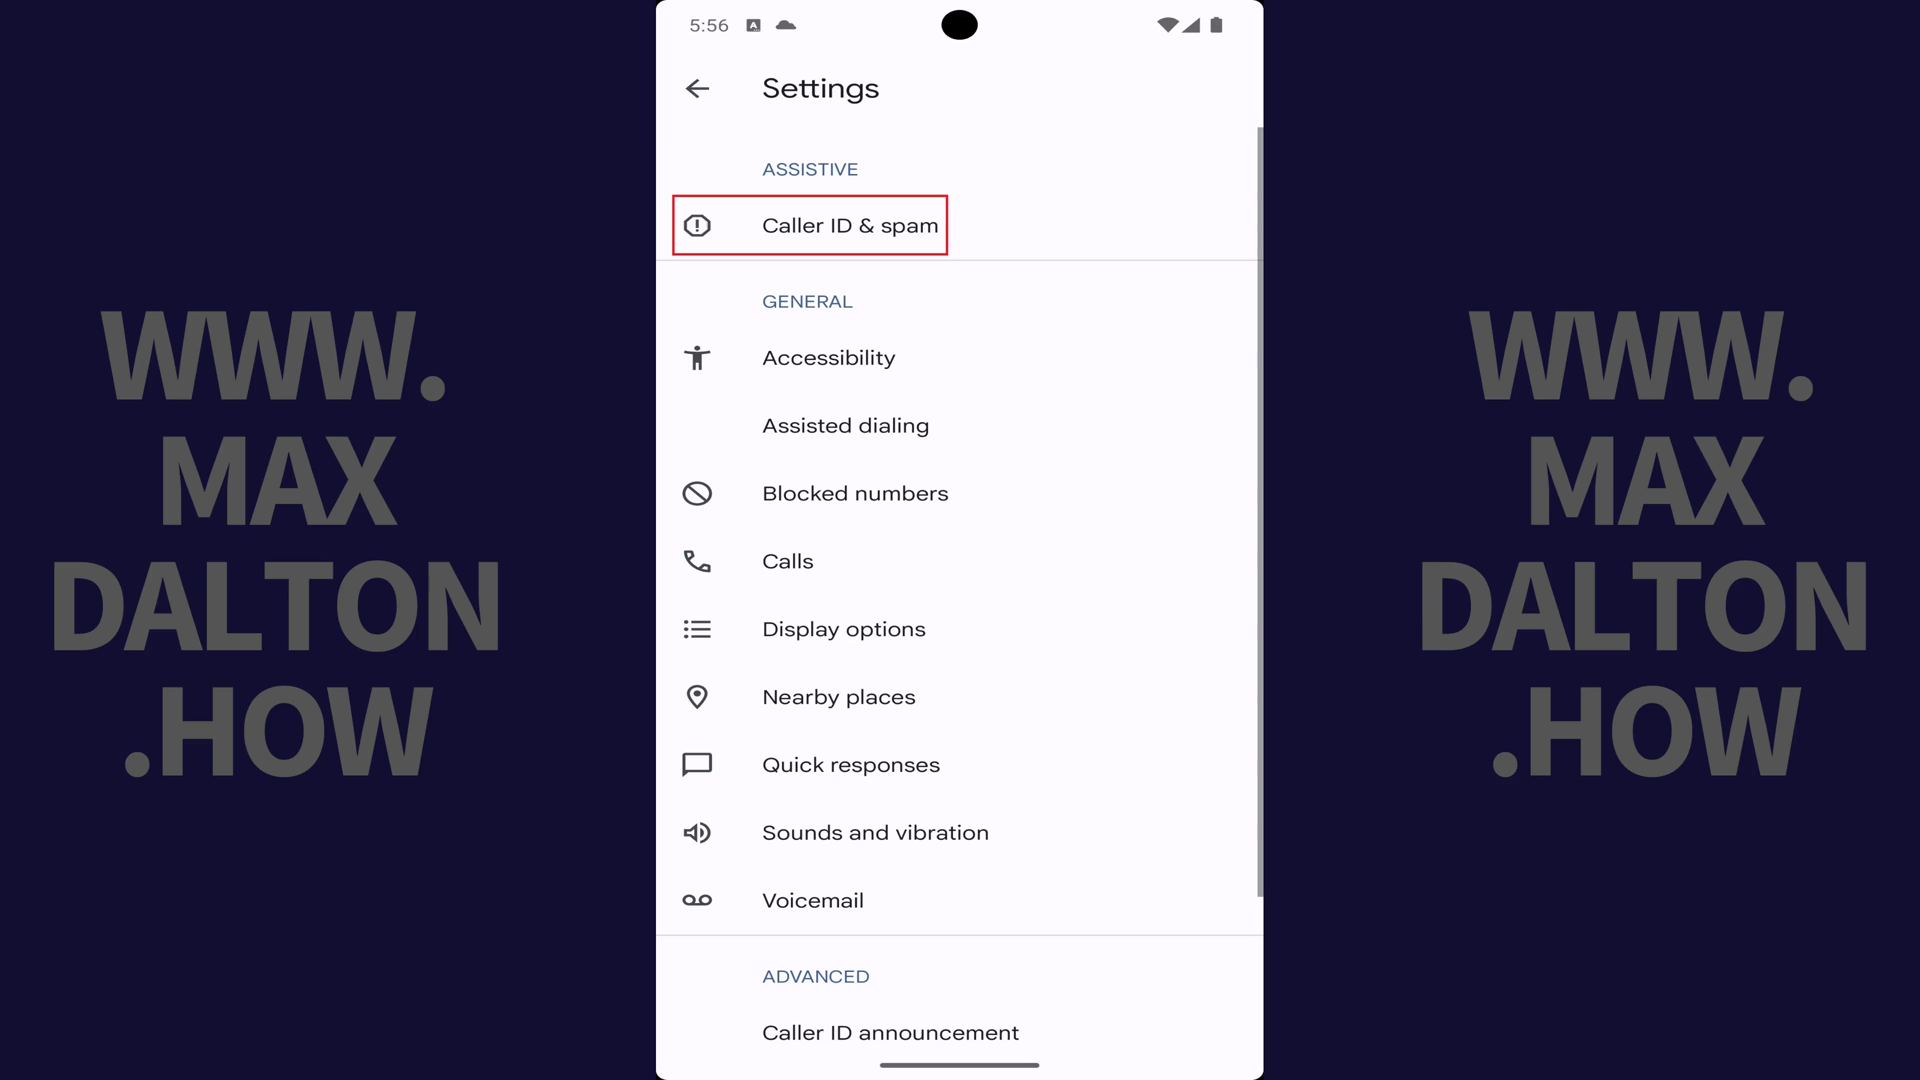 WWW.
MAX
DALTON
.HOW
5:56
Settings
ASSISTIVE
Caller ID & spam
GENERAL
Accessibility
Assisted dialing
Blocked numbers
Calls
Display options
Nearby places
Quick responses
Sounds and vibration
Voicemail
ADVANCED
Caller ID announcement
WWW.
MAX
DALTON
.HOW